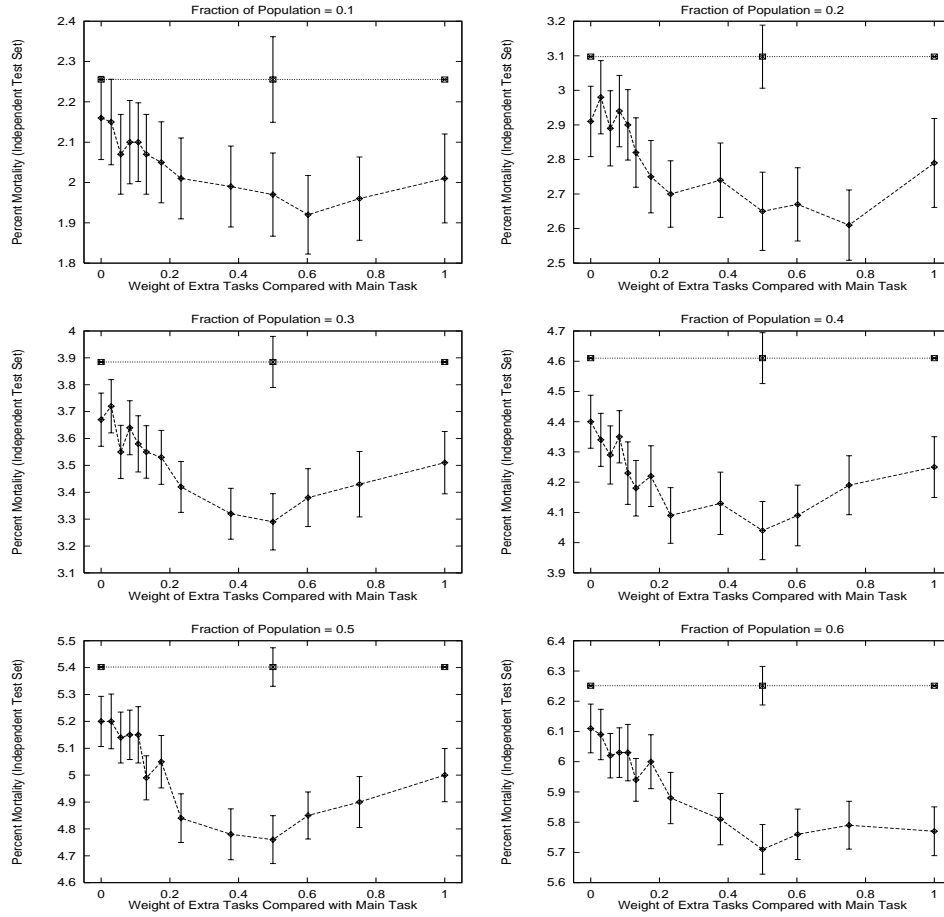 Fraction of Population = 0.1
Percent Mortality (Independent Test Set)
2.4
2.3
2.2
2.1
2
1.9
1.8
0 0.2 0.4 0.6 0.8 1
Weight of Extra Tasks Compared with Main Task
Fraction of Population = 0.2
Percent Mortality (Independent Test Set)
3.2
3.1
3
2.9
2.8
2.7
2.6
2.5
0 0.2 0.4 0.6 0.8 1
Weight of Extra Tasks Compared with Main Task
Fraction of Population = 0.3
Percent Mortality (Independent Test Set)
4
3.9
3.8
3.7
3.6
3.5
3.4
3.3
3.2
3.1
0 0.2 0.4 0.6 0.8 1
Weight of Extra Tasks Compared with Main Task
Fraction of Population = 0.4
Percent Mortality (Independent Test Set)
4.7
4.6
4.5
4.4
4.3
4.2
4.1
4
3.9
0 0.2 0.4 0.6 0.8 1
Weight of Extra Tasks Compared with Main Task
Fraction of Population = 0.5
Percent Mortality (Independent Test Set)
5.5
5.4
5.3
5.2
5.1
5
4.9
4.8
4.7
4.6
0 0.2 0.4 0.6 0.8 1
Weight of Extra Tasks Compared with Main Task
Fraction of Population = 0.6
Percent Mortality (Independent Test Set)
6.4
6.3
6.2
6.1
6
5.9
5.8
5.7
5.6
0 0.2 0.4 0.6 0.8 1
Weight of Extra Tasks Compared with Main Task